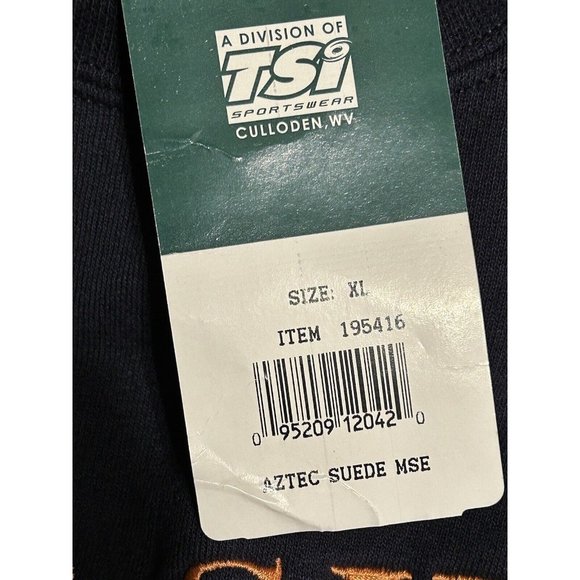 A DIVISION OF
TSi
SPORTSWEAR
CULLODEN, WV
SIZE: XL
ITEM 195416
0 95209 12042 0
AZTEC SUEDE MSE